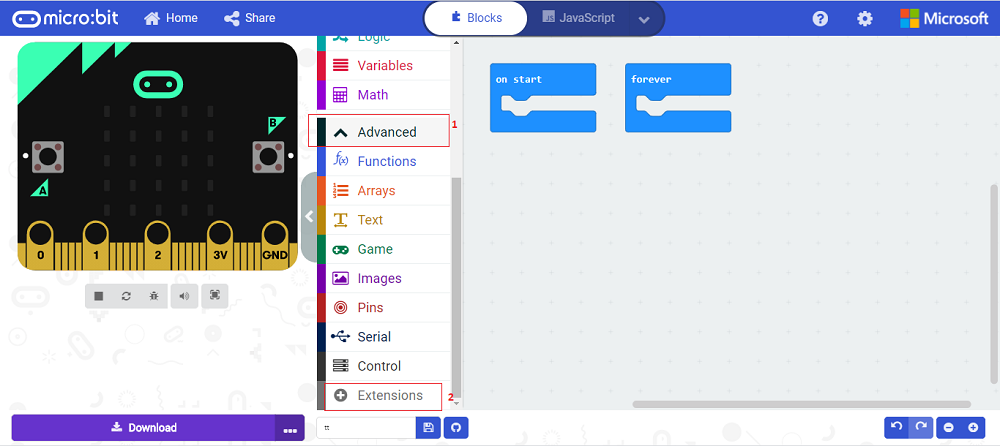 micro:bit
Home
Share
Blocks
JavaScript
Microsoft
Logic
Variables
Math
Advanced
1
Functions
Arrays
Text
Game
Images
Pins
Serial
Control
Extensions
2
on start
forever
B
A
0 1 2 3V GND
Download
tt